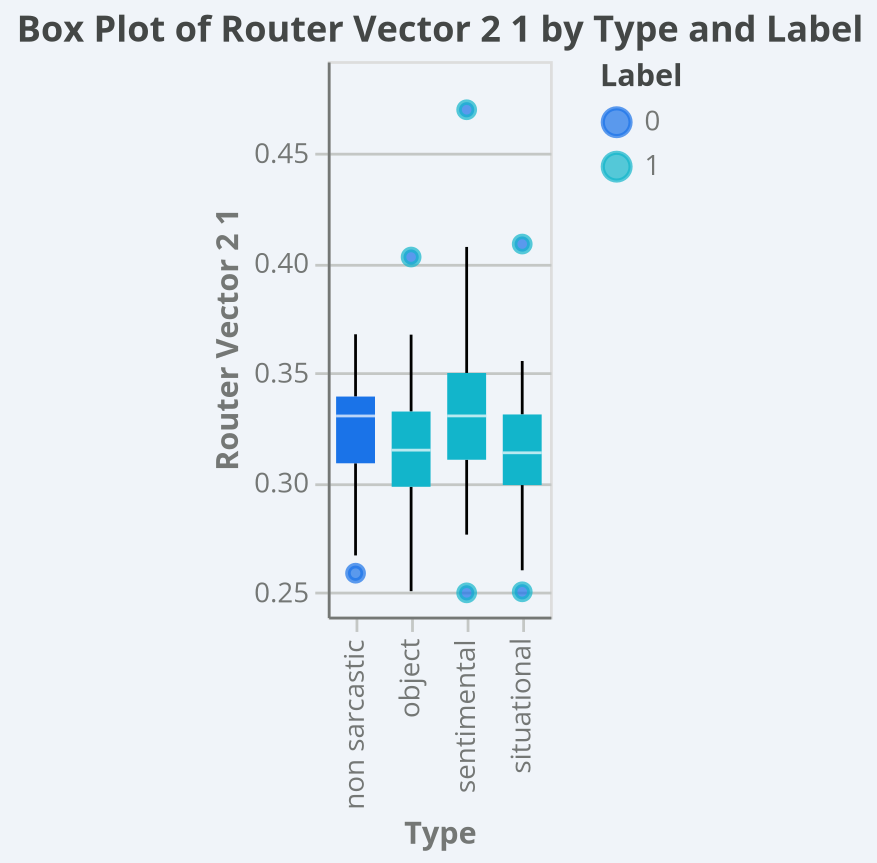 Box Plot of Router Vector 2 1 by Type and Label
Label
0
1
Router Vector 2 1
0.45
0.40
0.35
0.30
0.25
non sarcastic
object
sentimental
situational
Type